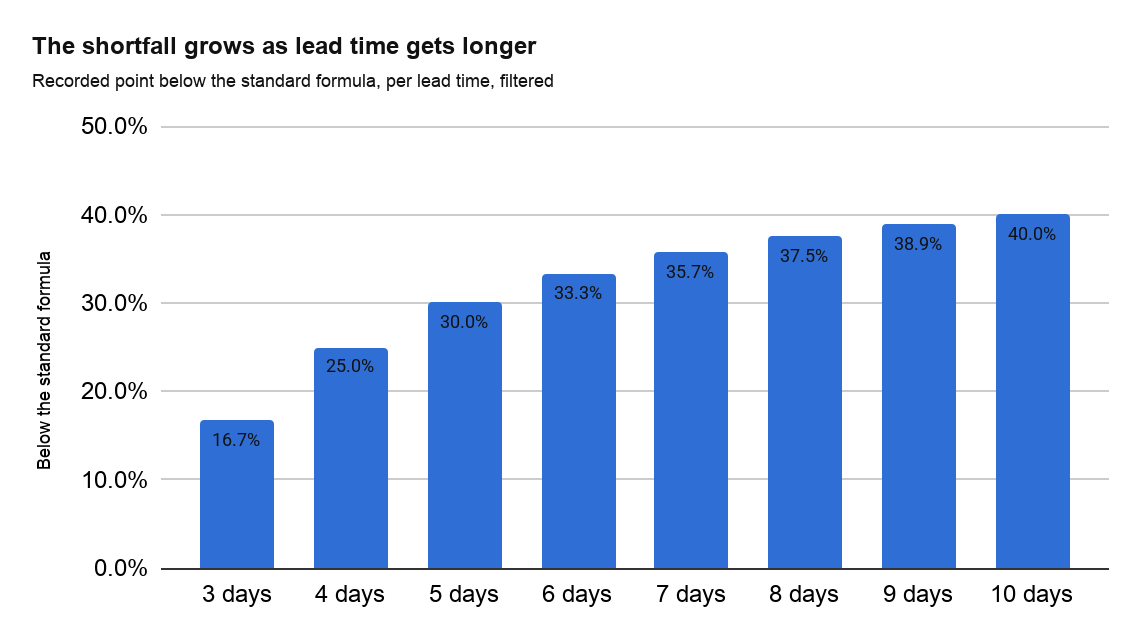 The shortfall grows as lead time gets longer
Recorded point below the standard formula, per lead time, filtered
Below the standard formula
50.0%
40.0%
30.0%
20.0%
10.0%
0.0%
16.7%
25.0%
30.0%
33.3%
35.7%
37.5%
38.9%
40.0%
3 days
4 days
5 days
6 days
7 days
8 days
9 days
10 days